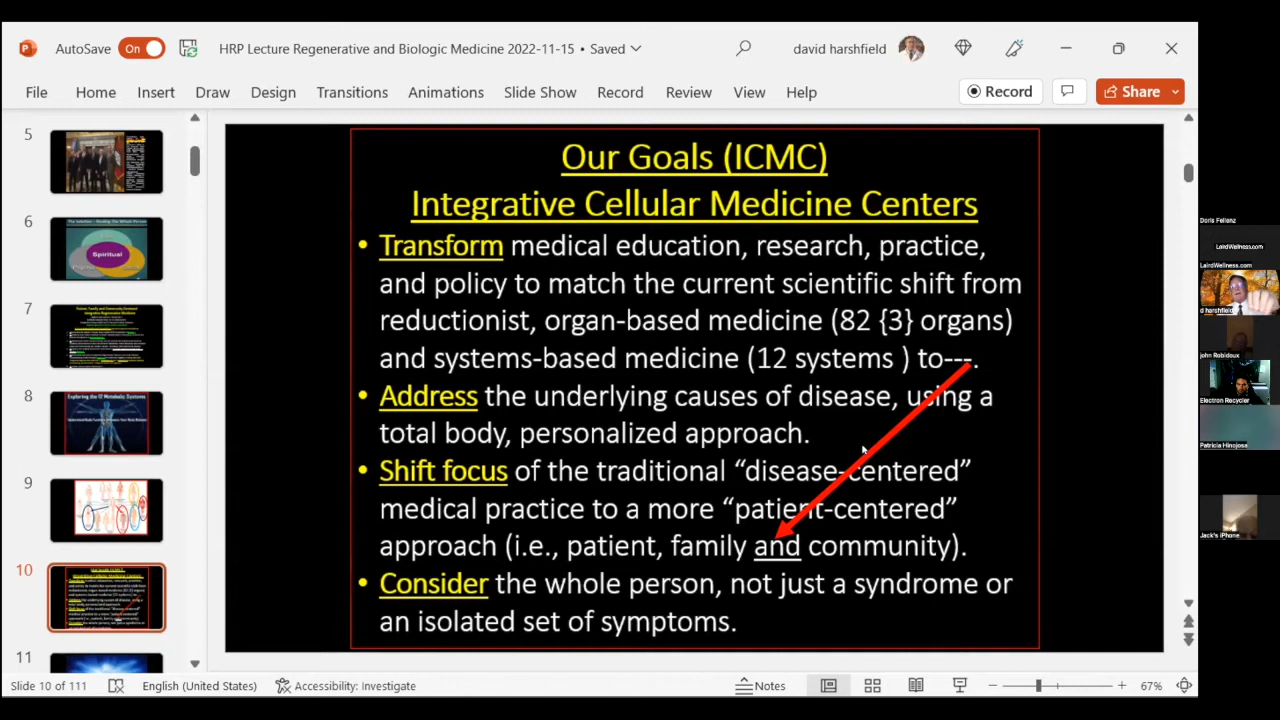 AutoSave On HRP Lecture Regenerative and Biologic Medicine 2022-11-15 • Saved david harshfield
File Home Insert Draw Design Transitions Animations Slide Show Record Review View Help Record Share
5
6
Spiritual
7
8
Exploring the 12 Metabolic Systems
9
10
11
Our Goals (ICMC)
Integrative Cellular Medicine Centers
• Transform medical education, research, practice,
and policy to match the current scientific shift from
reductionist, organ-based medicine (82 {3} organs)
and systems-based medicine (12 systems ) to---.
• Address the underlying causes of disease, using a
total body, personalized approach.
• Shift focus of the traditional “disease-centered”
medical practice to a more “patient-centered”
approach (i.e., patient, family and community).
• Consider the whole person, not just a syndrome or
an isolated set of symptoms.
Doris Fellenz
LairdWellness.com
LairdWellness.com
d harshfield
john Robidoux
Electron Recycler
Patricia Hinojosa
Jack's iPhone
Slide 10 of 111 English (United States) Accessibility: Investigate Notes 67%